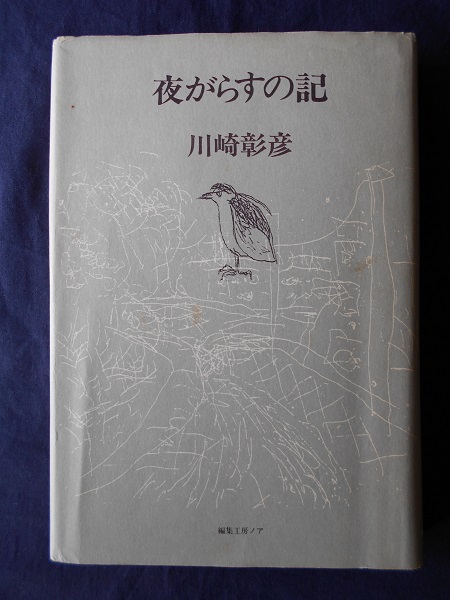 夜がらすの記
川崎彰彦
編集工房ノア